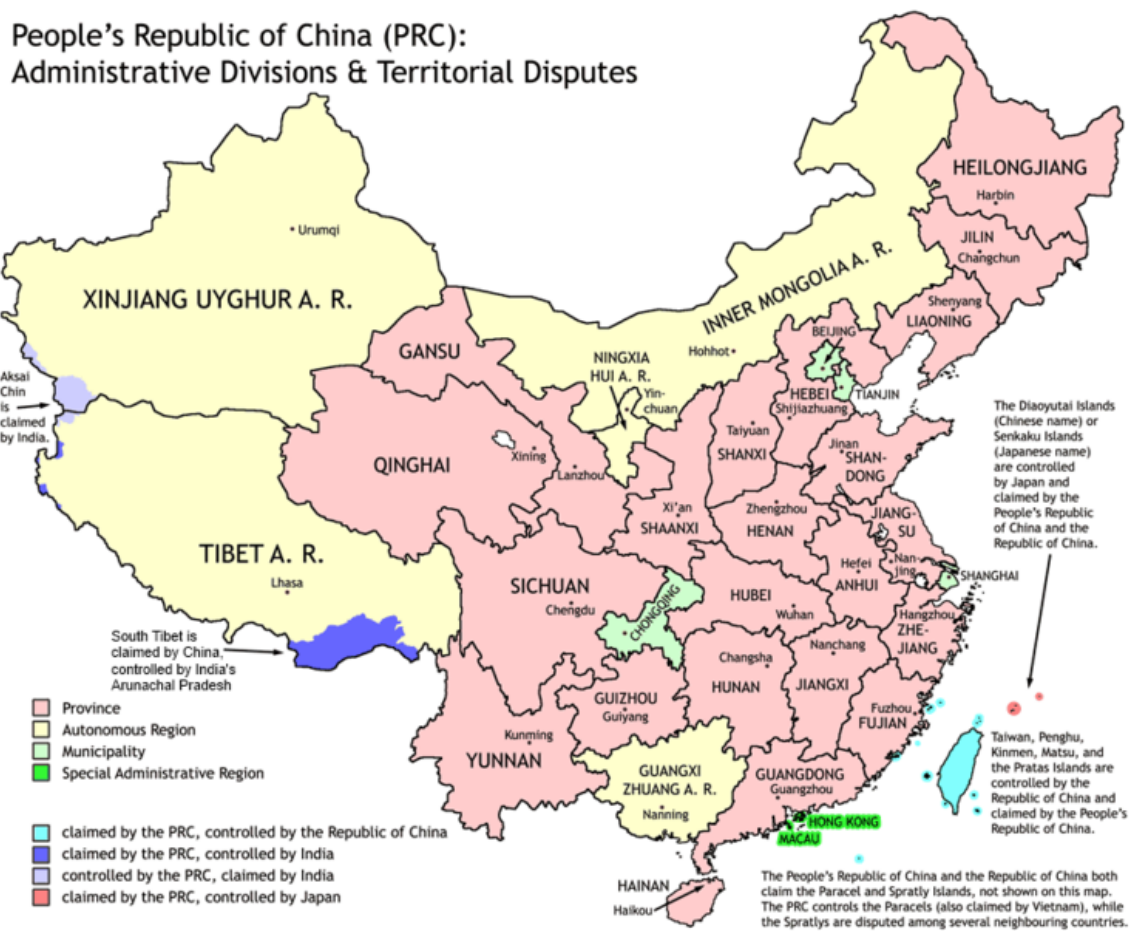 People's Republic of China (PRC):
Administrative Divisions & Territorial Disputes
HEILONGJIANG
Harbin
JILIN
Changchun
Urumqi
XINJIANG UYGHUR A. R.
INNER MONGOLIA A. R.
Shenyang
LIAONING
BEIJING
GANSU
Hohhot
NINGXIA
HUI A. R.
Yin-
chuan
Aksai
Chin
is
claimed
by India.
HEBEI
TIANJIN
Shijiazhuang
The Diaoyutai Islands
(Chinese name) or
Senkaku Islands
(Japanese name)
are controlled
by Japan and
claimed by the
People's Republic
of China and the
Republic of China.
Taiyuan
SHANXI
Jinan
SHAN-
DONG
QINGHAI
Xining
Lanzhou
Xi'an
SHAANXI
Zhengzhou
HENAN
JIANG-
SU
TIBET A. R.
Lhasa
Hefei
ANHUI
Nan-
jing
SHANGHAI
SICHUAN
Chengdu
CHONGQING
HUBEI
Wuhan
Hangzhou
ZHE-
JIANG
South Tibet is
claimed by China,
controlled by India's
Arunachal Pradesh
Changsha
HUNAN
Nanchang
JIANGXI
GUIZHOU
Guiyang
Fuzhou
FUJIAN
Kunming
YUNNAN
GUANGXI
ZHUANG A. R.
Nanning
GUANGDONG
Guangzhou
HONG KONG
MACAU
Taiwan, Penghu,
Kinmen, Matsu, and
the Pratas Islands are
controlled by the
Republic of China and
claimed by the People's
Republic of China.
HAINAN
Haikou
Province
Autonomous Region
Municipality
Special Administrative Region
claimed by the PRC, controlled by the Republic of China
claimed by the PRC, controlled by India
controlled by the PRC, claimed by India
claimed by the PRC, controlled by Japan
The People's Republic of China and the Republic of China both
claim the Paracel and Spratly Islands, not shown on this map.
The PRC controls the Paracels (also claimed by Vietnam), while
the Spratlys are disputed among several neighbouring countries.